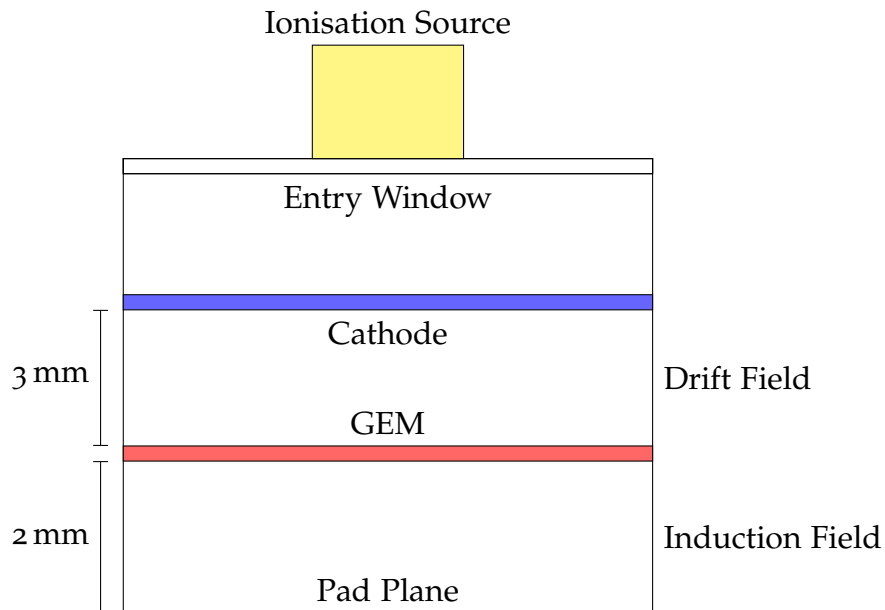 Ionisation Source
Entry Window
Cathode
3 mm
Drift Field
GEM
2 mm
Induction Field
Pad Plane